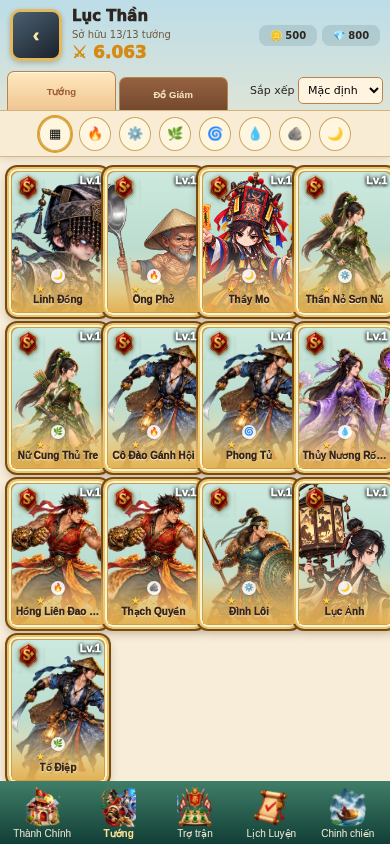 Lục Thần
Sở hữu 13/13 tướng
6.063
500
800
Tướng
Đồ Giám
Sắp xếp
Mặc định
S+ Lv.1
S+ Lv.1
S+ Lv.1
S+ Lv.1
Linh Đồng
Ông Phở
Thầy Mo
Thần Nỏ Sơn Nữ
S+ Lv.1
S+ Lv.1
S+ Lv.1
S+ Lv.1
Nữ Cung Thủ Tre
Cô Đào Gánh Hội
Phong Tử
Thủy Nương Rố...
S+ Lv.1
S+ Lv.1
S+ Lv.1
S+ Lv.1
Hồng Liên Đao ...
Thạch Quyền
Đình Lôi
Lục Ảnh
S+ Lv.1
Tố Điệp
Thành Chính
Tướng
Trợ trận
Lịch Luyện
Chinh chiến